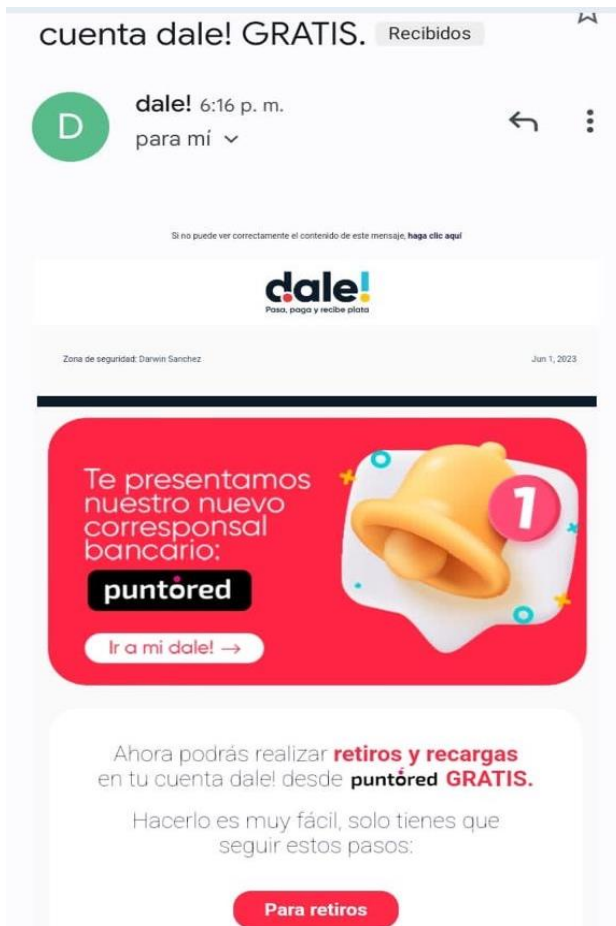 cuenta dale! GRATIS. Recibidos
D
dale! 6:16 p. m.
para mí
Si no puede ver correctamente el contenido de este mensaje, haga clic aquí
dale!
Pasa, paga y recibe plata
Zona de seguridad: Darwin Sanchez
Jun 1, 2023
Te presentamos
nuestro nuevo
corresponsal
bancario:
puntored
Ir a mi dale! →
1
Ahora podrás realizar retiros y recargas
en tu cuenta dale! desde puntored GRATIS.
Hacerlo es muy fácil, solo tienes que
seguir estos pasos:
Para retiros